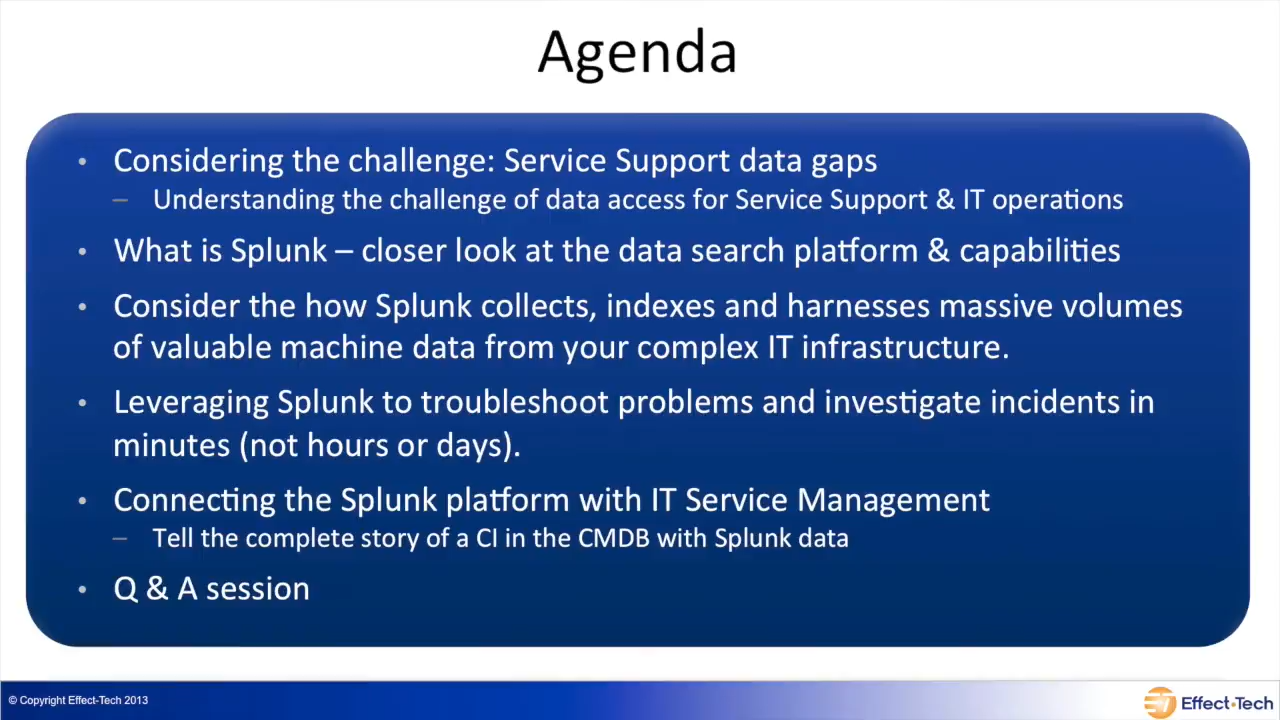 Agenda
• Considering the challenge: Service Support data gaps
– Understanding the challenge of data access for Service Support & IT operations
• What is Splunk – closer look at the data search platform & capabilities
• Consider the how Splunk collects, indexes and harnesses massive volumes
of valuable machine data from your complex IT infrastructure.
• Leveraging Splunk to troubleshoot problems and investigate incidents in
minutes (not hours or days).
• Connecting the Splunk platform with IT Service Management
– Tell the complete story of a CI in the CMDB with Splunk data
• Q & A session
© Copyright Effect-Tech 2013
Effect•Tech